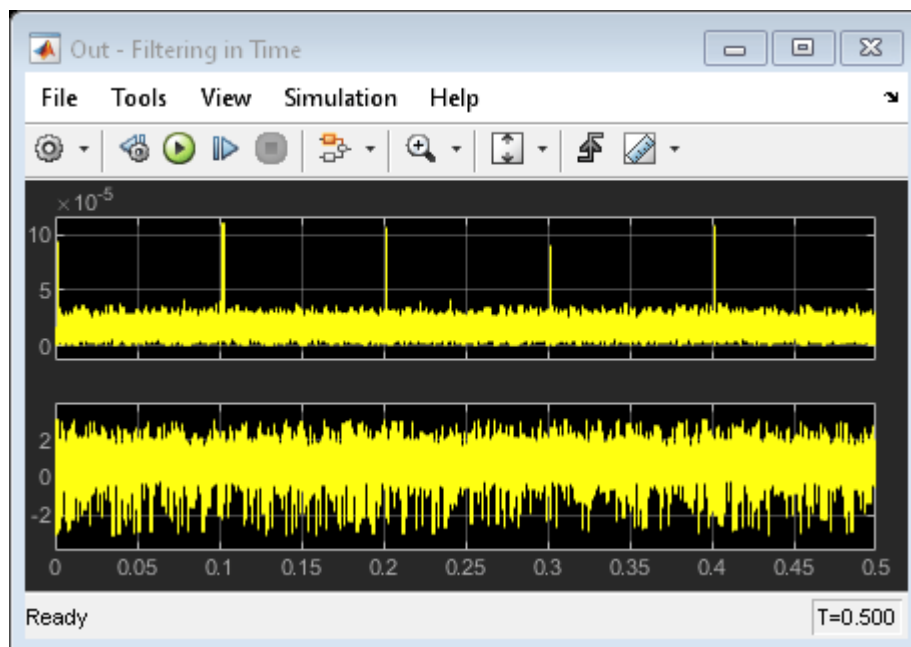 Out - Filtering in Time
File Tools View Simulation Help
×10^-5
10
5
0
2
0
-2
0 0.05 0.1 0.15 0.2 0.25 0.3 0.35 0.4 0.45 0.5
Ready T=0.500